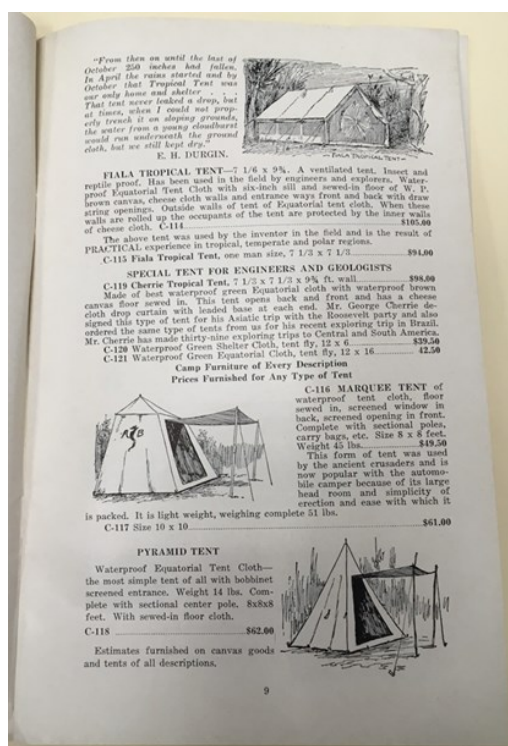 "From then on until the last of
October 250 inches had fallen.
In April the rains started and by
October that Tropical Tent was
our only home and shelter . . .
That tent never leaked a drop, but
at times, when I could not prop-
erly trench it on sloping grounds,
the water from a young cloudburst
would run underneath the ground
cloth, but we still kept dry."
E. H. DURGIN.
—FIALA TROPICAL TENT—
FIALA TROPICAL TENT—7 1/6 x 9¾. A ventilated tent. Insect and
reptile proof. Has been used in the field by engineers and explorers. Water-
proof Equatorial Tent Cloth with six-inch sill and sewed-in floor of W. P.
brown canvas, cheese cloth walls and entrance ways front and back with draw
string openings. Outside walls of tent of Equatorial tent cloth. When these
walls are rolled up the occupants of the tent are protected by the inner walls
of cheese cloth. C-114 $105.00
The above tent was used by the inventor in the field and is the result of
PRACTICAL experience in tropical, temperate and polar regions.
C-115 Fiala Tropical Tent, one man size, 7 1/3 x 7 1/3 $94.00
SPECIAL TENT FOR ENGINEERS AND GEOLOGISTS
C-119 Cherrie Tropical Tent, 7 1/3 x 7 1/3 x 9¾ ft. wall $98.00
Made of best waterproof green Equatorial cloth with waterproof brown
canvas floor sewed in. This tent opens back and front and has a cheese
cloth drop curtain with leaded base at each end. Mr. George Cherrie de-
signed this type of tent for his Asiatic trip with the Roosevelt party and also
ordered the same type of tents from us for his recent exploring trip in Brazil.
Mr. Cherrie has made thirty-nine exploring trips to Central and South America.
C-120 Waterproof Green Shelter Cloth, tent fly, 12 x 6 $39.50
C-121 Waterproof Green Equatorial Cloth, tent fly, 12 x 16 42.50
Camp Furniture of Every Description
Prices Furnished for Any Type of Tent
C-116 MARQUEE TENT of
waterproof tent cloth, floor
sewed in, screened window in
back, screened opening in front.
Complete with sectional poles,
carry bags, etc. Size 8 x 8 feet.
Weight 45 lbs. $49.50
This form of tent was used
by the ancient crusaders and is
now popular with the automo-
bile camper because of its large
head room and simplicity of
erection and ease with which it
is packed. It is light weight, weighing complete 51 lbs.
C-117 Size 10 x 10 $61.00
PYRAMID TENT
Waterproof Equatorial Tent Cloth—
the most simple tent of all with bobbinet
screened entrance. Weight 14 lbs. Com-
plete with sectional center pole. 8x8x8
feet. With sewed-in floor cloth.
C-118 $62.00
Estimates furnished on canvas goods
and tents of all descriptions.
9